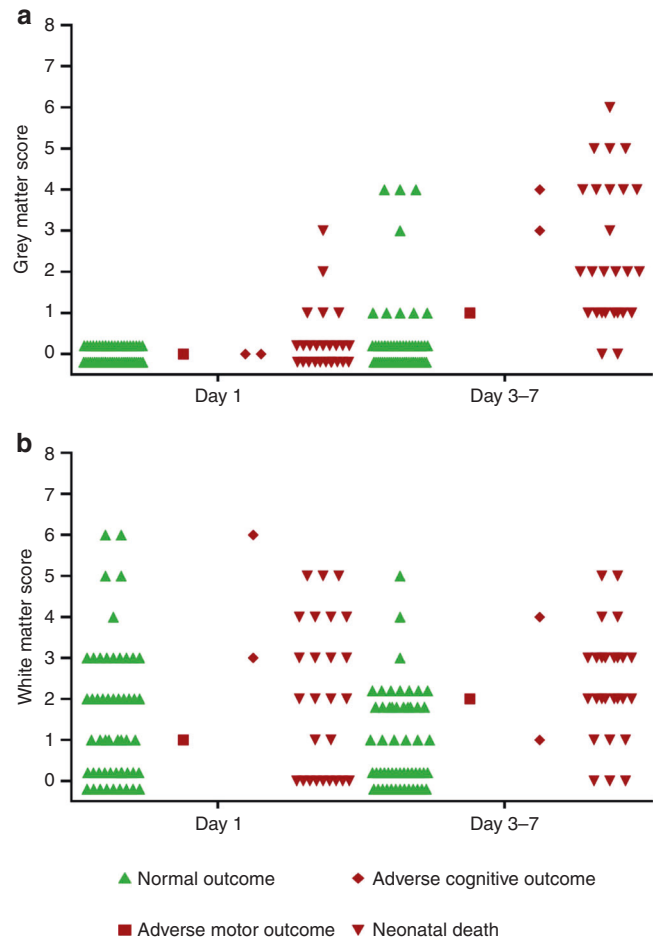 a
Grey matter score
8
7
6
5
4
3
2
1
0
Day 1 Day 3–7
b
White matter score
8
7
6
5
4
3
2
1
0
Day 1 Day 3–7
Normal outcome Adverse cognitive outcome
Adverse motor outcome Neonatal death